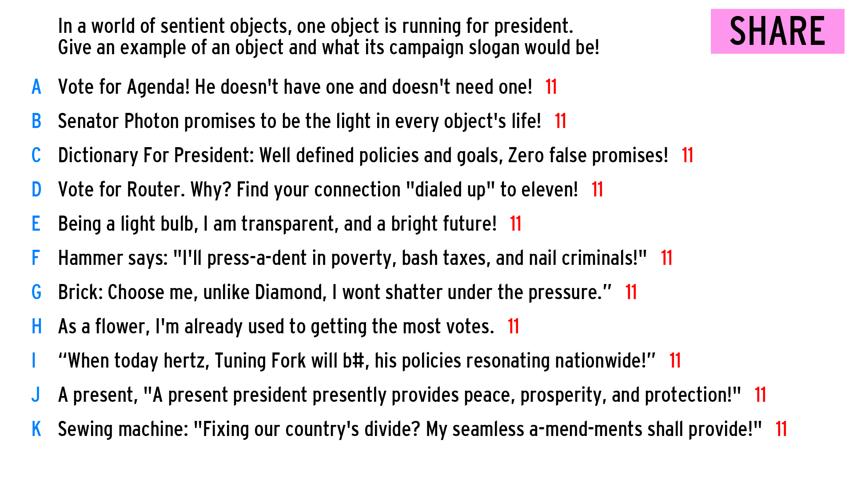 In a world of sentient objects, one object is running for president.
Give an example of an object and what its campaign slogan would be!
SHARE
A Vote for Agenda! He doesn't have one and doesn't need one! 11
B Senator Photon promises to be the light in every object's life! 11
C Dictionary For President: Well defined policies and goals, Zero false promises! 11
D Vote for Router. Why? Find your connection "dialed up" to eleven! 11
E Being a light bulb, I am transparent, and a bright future! 11
F Hammer says: "I'll press-a-dent in poverty, bash taxes, and nail criminals!" 11
G Brick: Choose me, unlike Diamond, I wont shatter under the pressure.” 11
H As a flower, I'm already used to getting the most votes. 11
I “When today hertz, Tuning Fork will b#, his policies resonating nationwide!” 11
J A present, "A present president presently provides peace, prosperity, and protection!" 11
K Sewing machine: "Fixing our country's divide? My seamless a-mend-ments shall provide!" 11